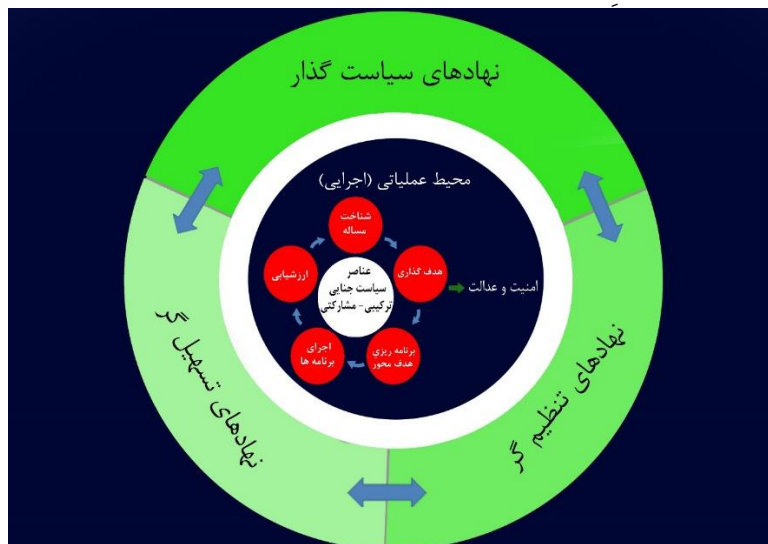 نهادهای سیاست گذار
محیط عملیاتی (اجرایی)
شناخت
مساله
هدف گذاری
امنیت و عدالت
ارزشیابی
عناصر
سیاست جنایی
ترکیبی- مشارکتی
برنامه ریزی
هدف محور
اجرای
برنامه ها
نهادهای تنظیم گر
نهادهای تسهیل گر